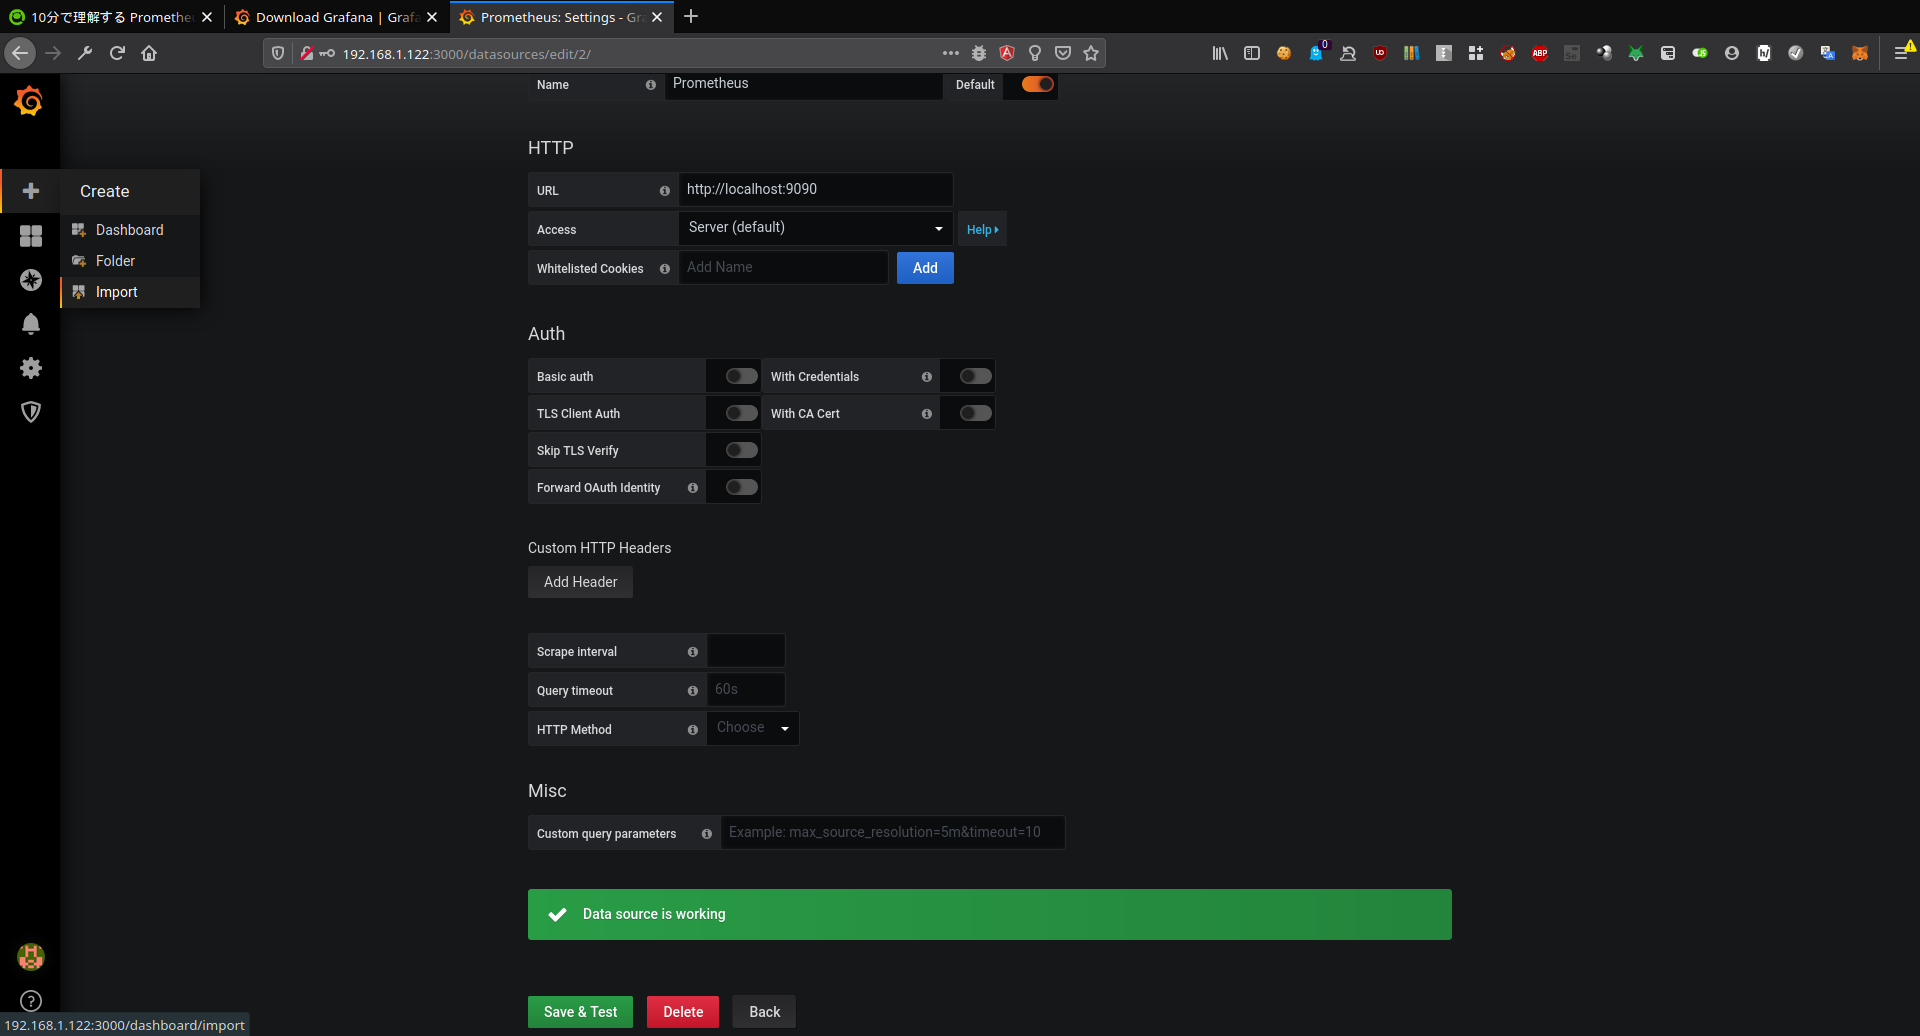 10分で理解する Prometheu
Download Grafana | Graf
Prometheus: Settings - Gr
192.168.1.122:3000/datasources/edit/2/
0
UD
ABP
Name
Prometheus
Default
HTTP
Create
URL
http://localhost:9090
Dashboard
Access
Server (default)
Help
Folder
Whitelisted Cookies
Add Name
Add
Import
Auth
Basic auth
With Credentials
TLS Client Auth
With CA Cert
Skip TLS Verify
Forward OAuth Identity
Custom HTTP Headers
Add Header
Scrape interval
Query timeout
60s
HTTP Method
Choose
Misc
Custom query parameters
Example: max_source_resolution=5m&timeout=10
Data source is working
Save & Test
Delete
Back
192.168.1.122:3000/dashboard/import